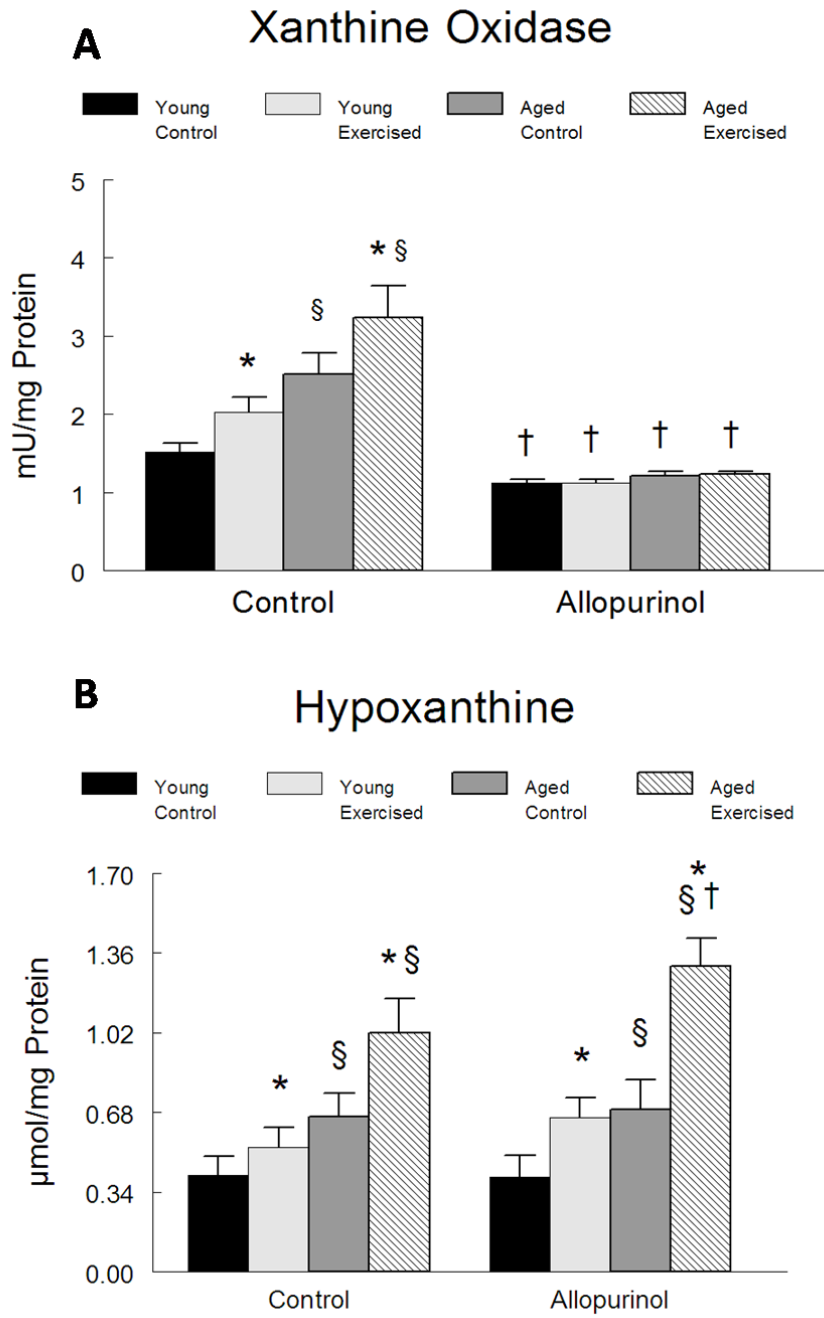 A
Xanthine Oxidase
Young Control
Young Exercised
Aged Control
Aged Exercised
mU/mg Protein
5
4
3
2
1
0
*
§
* §
†
†
†
†
Control
Allopurinol
B
Hypoxanthine
Young Control
Young Exercised
Aged Control
Aged Exercised
µmol/mg Protein
1.70
1.36
1.02
0.68
0.34
0.00
*
§
* §
*
§
*
§ †
Control
Allopurinol